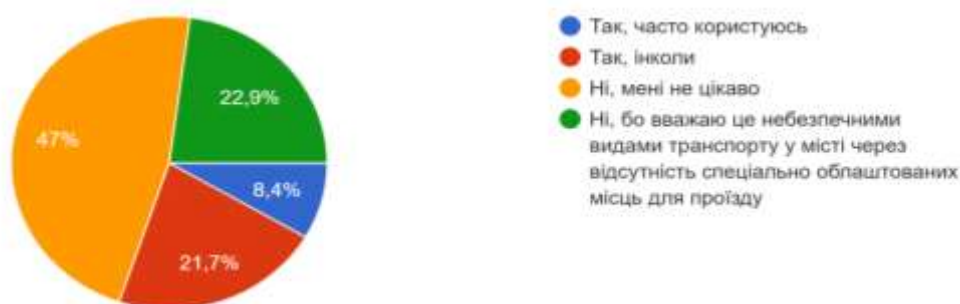 22,9%
47%
8,4%
21,7%
Так, часто користуюсь
Так, інколи
Ні, мені не цікаво
Ні, бо вважаю це небезпечними
видами транспорту у місті через
відсутність спеціально облаштованих
місць для проїзду